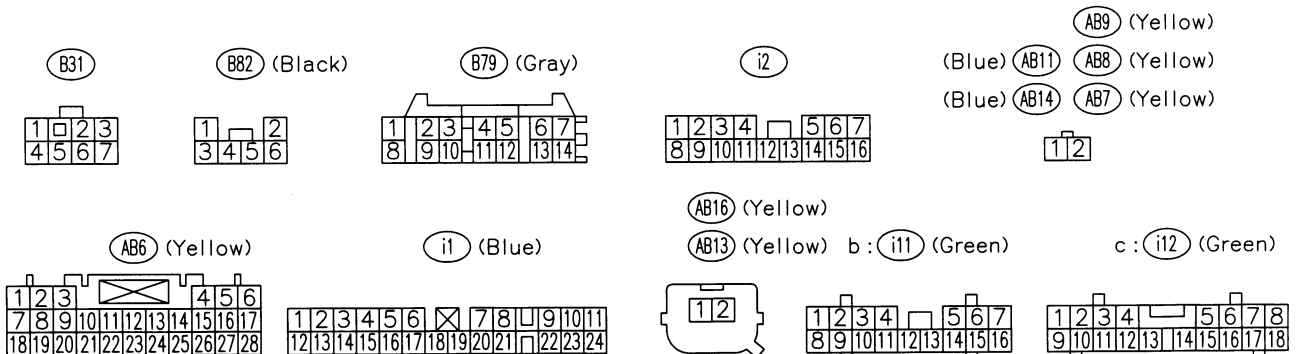 AB9 (Yellow)
B31 B82 (Black) B79 (Gray) i2 (Blue) AB11 AB8 (Yellow)
(Blue) AB14 AB7 (Yellow)
1 2 3
4 5 6 7
1 2
3 4 5 6
1 2 3 4 5 6 7
8 9 10 11 12 13 14
1 2 3 4 5 6 7
8 9 10 11 12 13 14 15 16
1 2
AB16 (Yellow)
AB6 (Yellow) i1 (Blue) AB13 (Yellow) b : i11 (Green) c : i12 (Green)
1 2 3 4 5 6
7 8 9 10 11 12 13 14 15 16 17
18 19 20 21 22 23 24 25 26 27 28
1 2 3 4 5 6 7 8 9 10 11
12 13 14 15 16 17 18 19 20 21 22 23 24
1 2
1 2 3 4 5 6 7
8 9 10 11 12 13 14 15 16
1 2 3 4 5 6 7 8
9 10 11 12 13 14 15 16 17 18